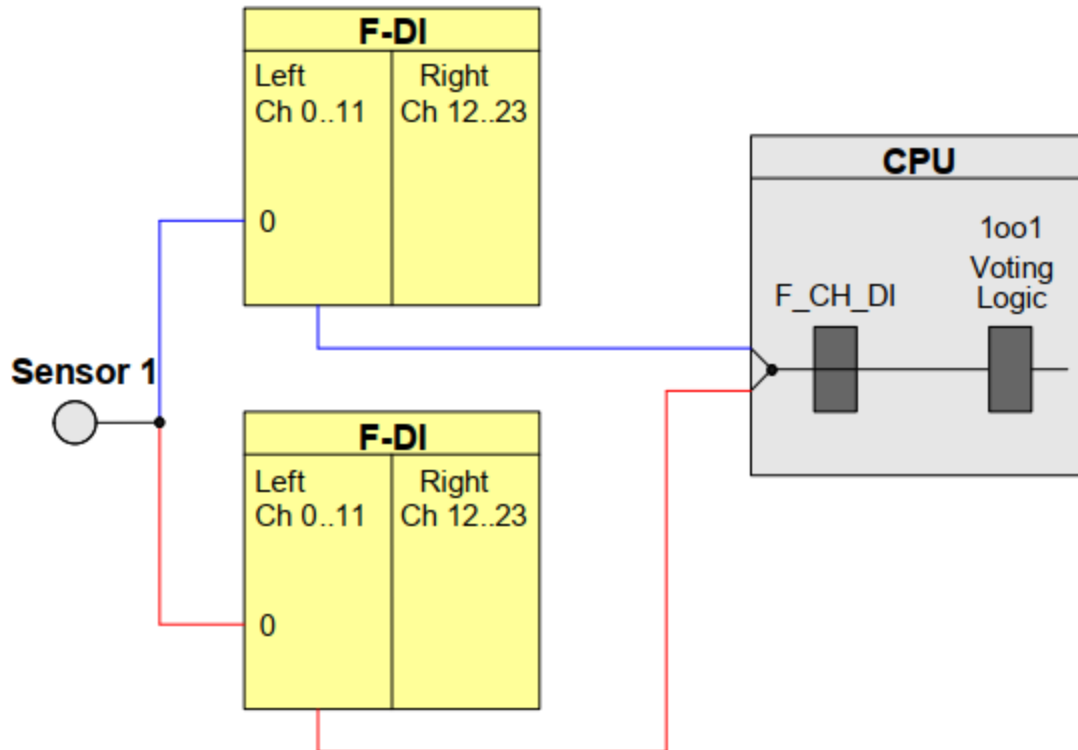 F-DI
Left Right
Ch 0..11 Ch 12..23
0
CPU
1oo1
Voting
Logic
F_CH_DI
Sensor 1
F-DI
Left Right
Ch 0..11 Ch 12..23
0